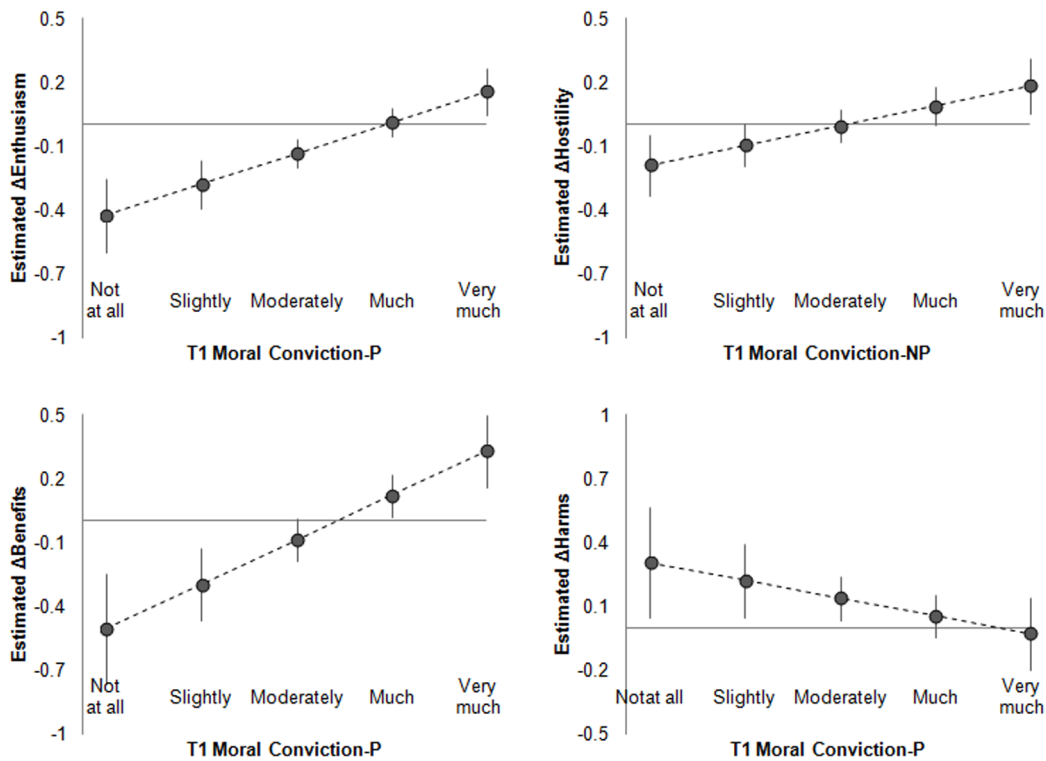 0.5
0.2
-0.1
-0.4
-0.7
-1
Estimated ΔEnthusiasm
Not
at all
Slightly
Moderately
Much
Very
much
T1 Moral Conviction-P
0.5
0.2
-0.1
-0.4
-0.7
-1
Estimated ΔHostility
Not
at all
Slightly
Moderately
Much
Very
much
T1 Moral Conviction-NP
0.5
0.2
-0.1
-0.4
-0.7
-1
Estimated ΔBenefits
Not
at all
Slightly
Moderately
Much
Very
much
T1 Moral Conviction-P
1
0.7
0.4
0.1
-0.2
-0.5
Estimated ΔHarms
Notat all
Slightly
Moderately
Much
Very
much
T1 Moral Conviction-P